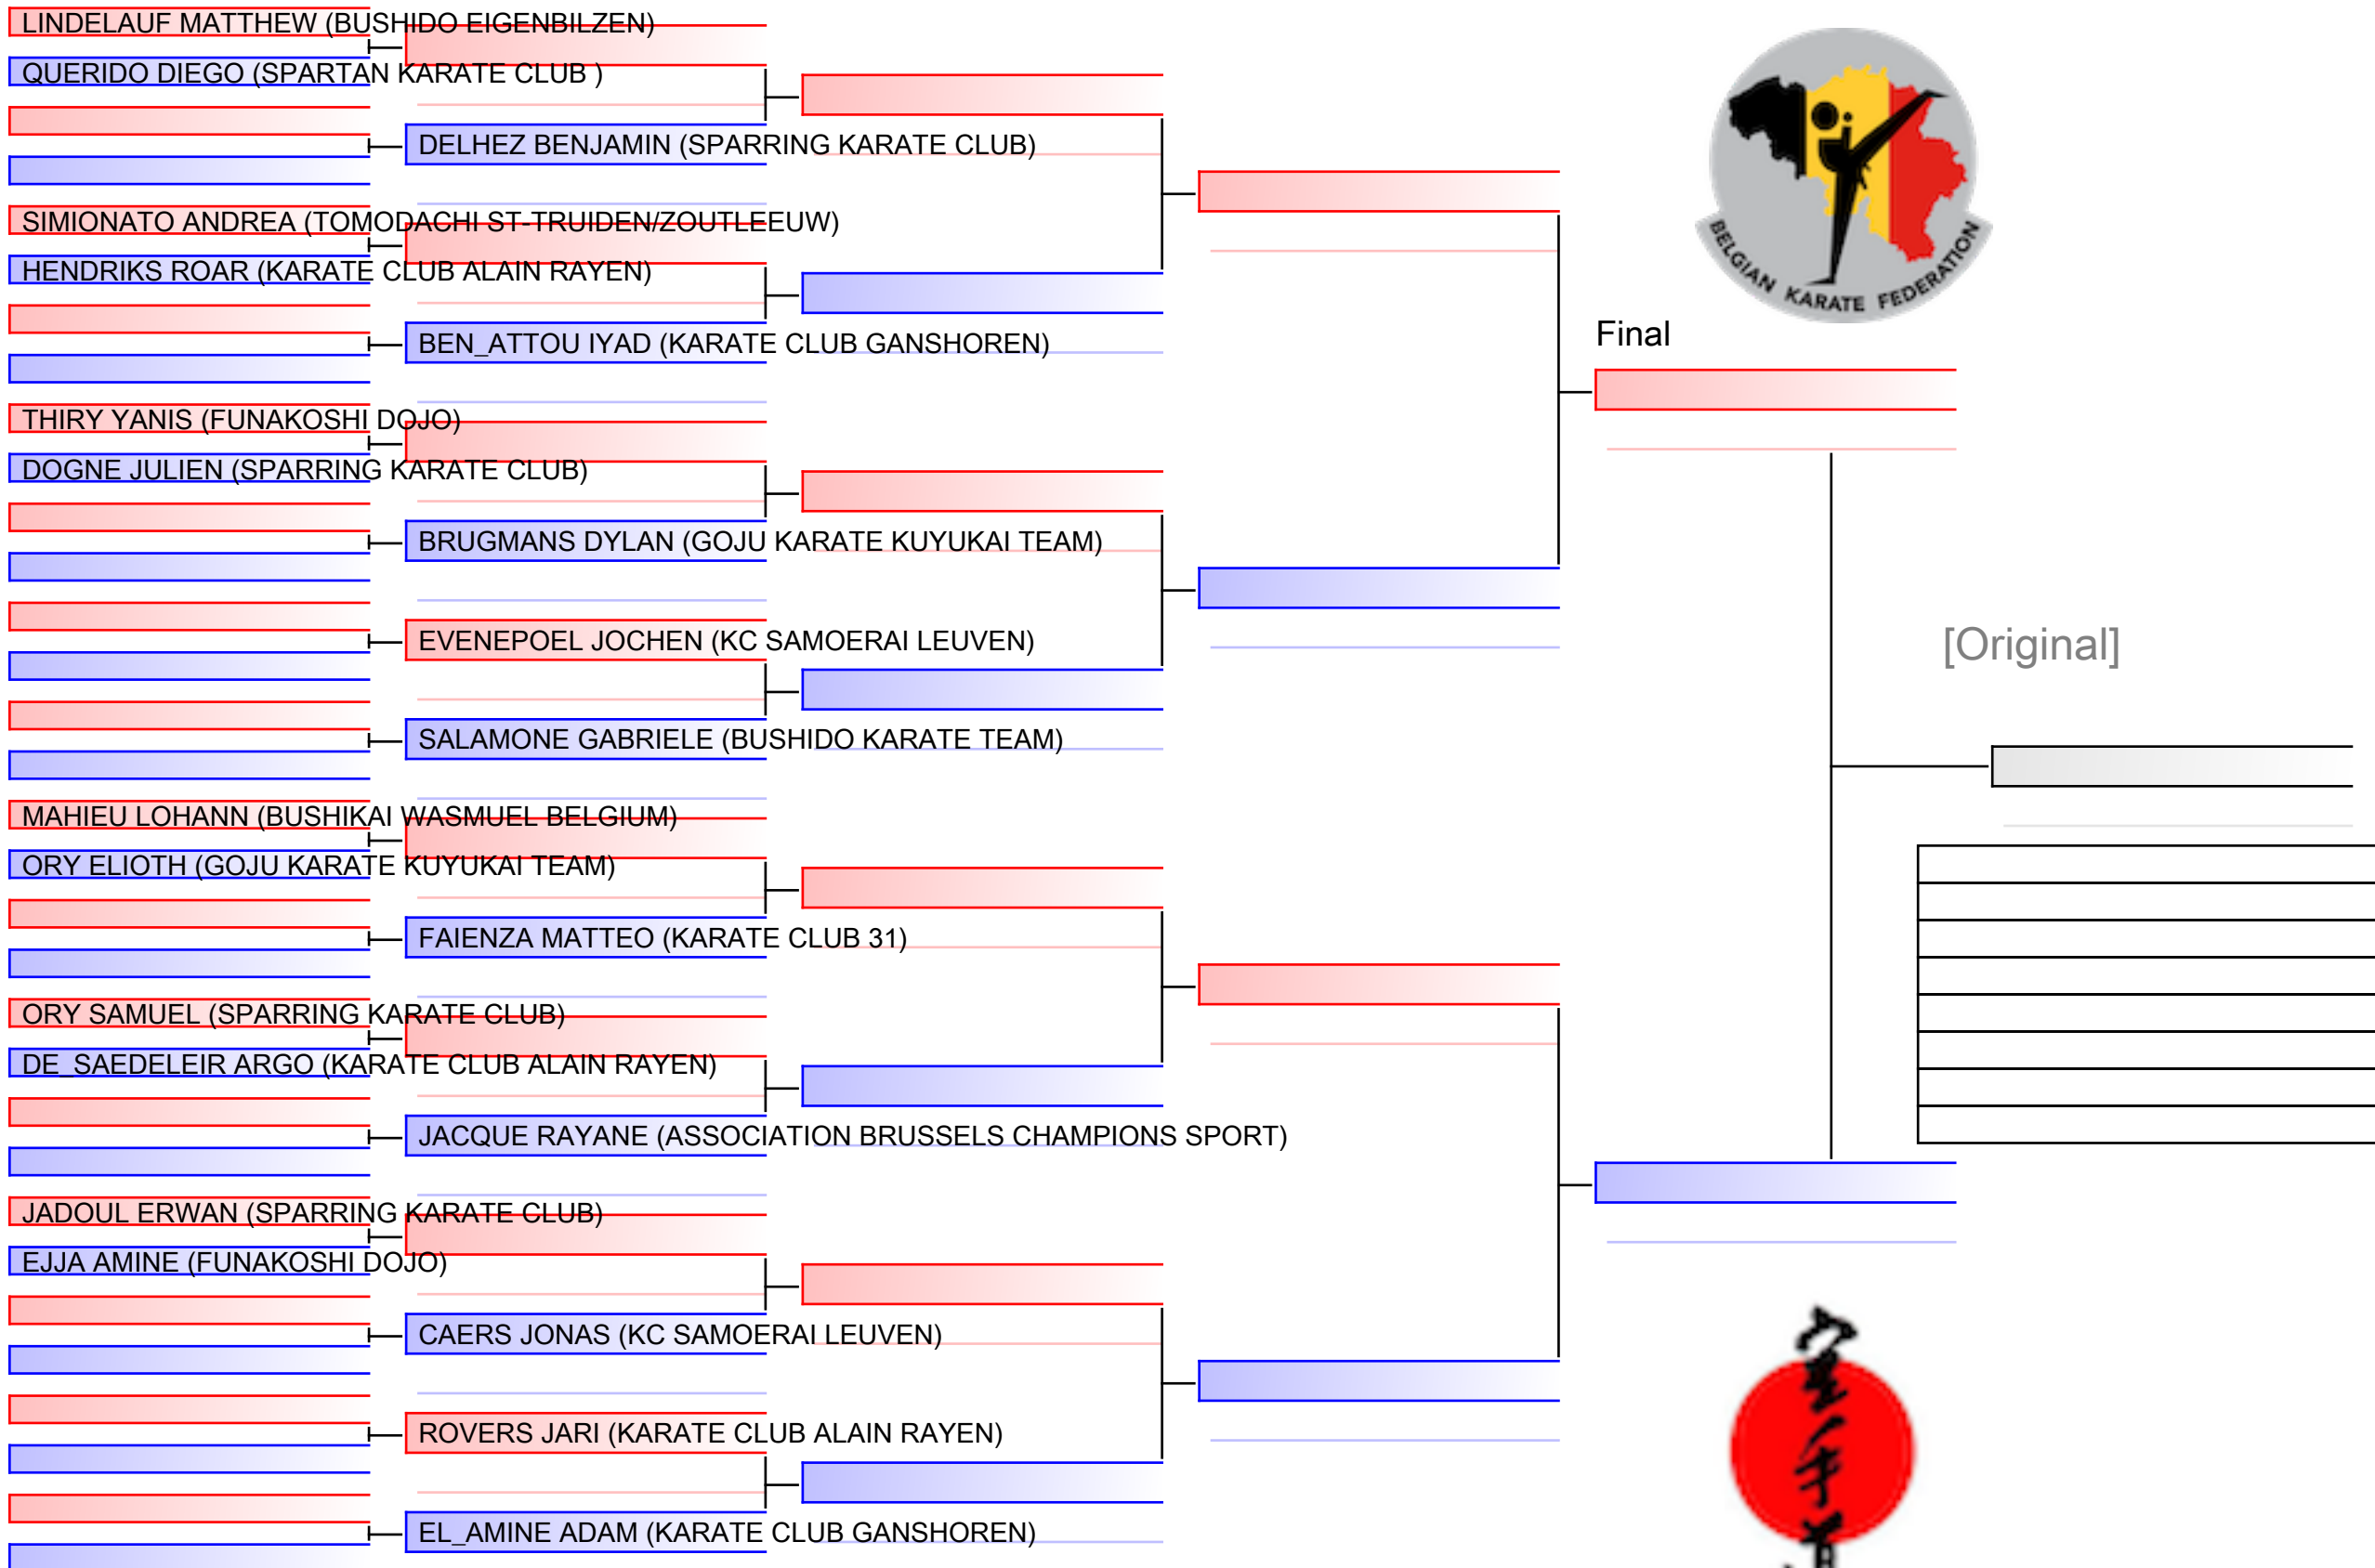 LINDELAUF MATTHEW (BUSHIDO EIGENBILZEN)
QUERIDO DIEGO (SPARTAN KARATE CLUB )
DELHEZ BENJAMIN (SPARRING KARATE CLUB)
SIMIONATO ANDREA (TOMODACHI ST-TRUIDEN/ZOUTLEEUW)
HENDRIKS ROAR (KARATE CLUB ALAIN RAYEN)
BEN_ATTOU IYAD (KARATE CLUB GANSHOREN)
THIRY YANIS (FUNAKOSHI DOJO)
DOGNE JULIEN (SPARRING KARATE CLUB)
BRUGMANS DYLAN (GOJU KARATE KUYUKAI TEAM)
EVENEPOEL JOCHEN (KC SAMOERAI LEUVEN)
SALAMONE GABRIELE (BUSHIDO KARATE TEAM)
MAHIEU LOHANN (BUSHIKAI WASMUEL BELGIUM)
ORY ELIOTH (GOJU KARATE KUYUKAI TEAM)
FAIENZA MATTEO (KARATE CLUB 31)
ORY SAMUEL (SPARRING KARATE CLUB)
DE_SAEDELEIR ARGO (KARATE CLUB ALAIN RAYEN)
JACQUE RAYANE (ASSOCIATION BRUSSELS CHAMPIONS SPORT)
JADOUL ERWAN (SPARRING KARATE CLUB)
EJJA AMINE (FUNAKOSHI DOJO)
CAERS JONAS (KC SAMOERAI LEUVEN)
ROVERS JARI (KARATE CLUB ALAIN RAYEN)
EL_AMINE ADAM (KARATE CLUB GANSHOREN)
BELGIAN KARATE FEDERATION
Final
[Original]